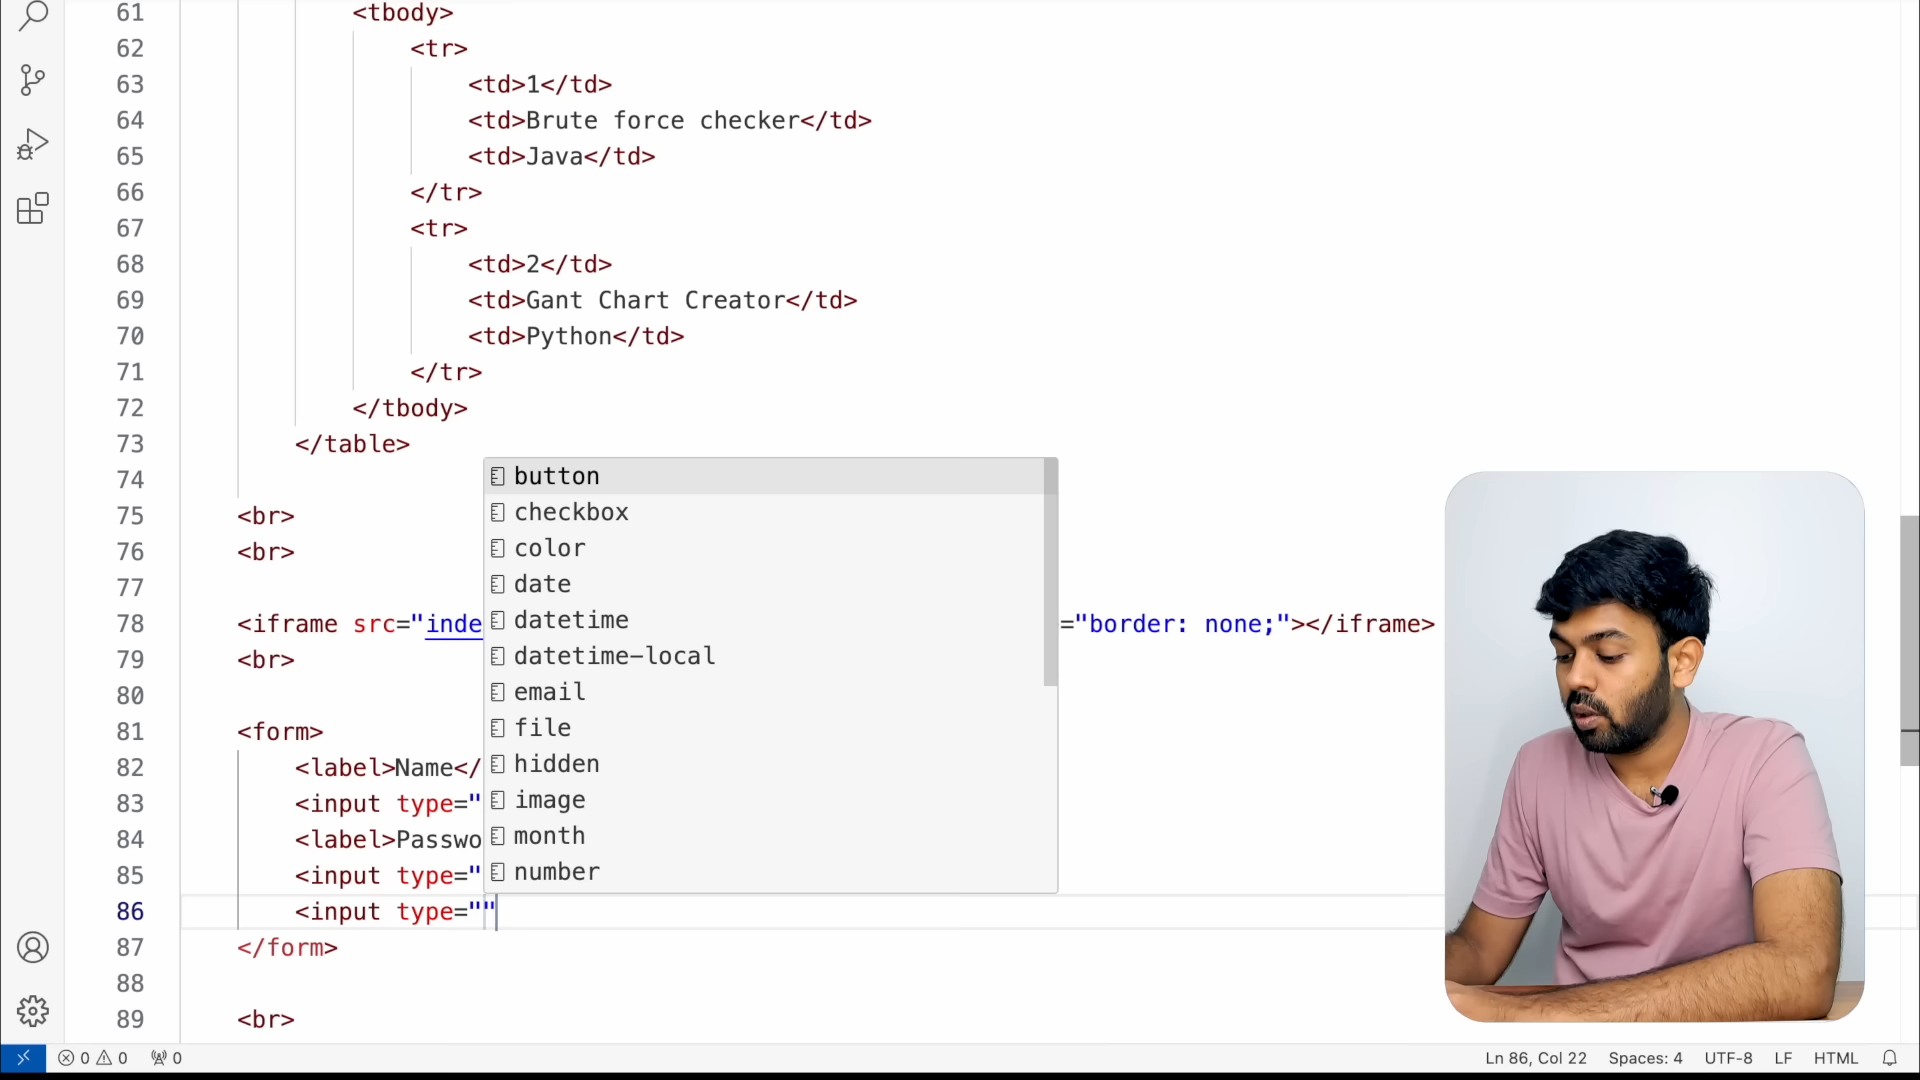 61 <tbody>
62 <tr>
63 <td>1</td>
64 <td>Brute force checker</td>
65 <td>Java</td>
66 </tr>
67 <tr>
68 <td>2</td>
69 <td>Gant Chart Creator</td>
70 <td>Python</td>
71 </tr>
72 </tbody>
73 </table>
74
75 <br>
76 <br>
77
78 <iframe src="inde ="border: none;"></iframe>
79 <br>
80
81 <form>
82 <label>Name</
83 <input type="
84 <label>Passwo
85 <input type="
86 <input type=""
87 </form>
88
89 <br>
button
checkbox
color
date
datetime
datetime-local
email
file
hidden
image
month
number
0 0 0 Ln 86, Col 22 Spaces: 4 UTF-8 LF HTML